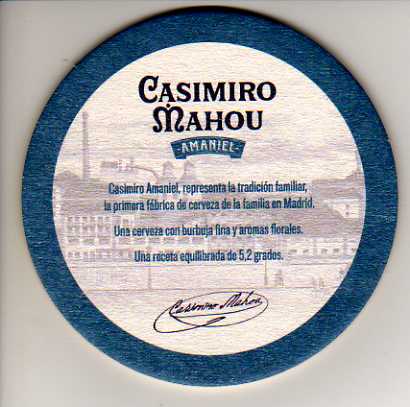 CASIMIRO
MAHOU
-AMANIEL-
Casimiro Amaniel, representa la tradición familiar,
la primera fábrica de cerveza de la familia en Madrid.
Una cerveza con burbuja fina y aromas florales.
Una receta equilibrada de 5,2 grados.
Casimiro Mahou